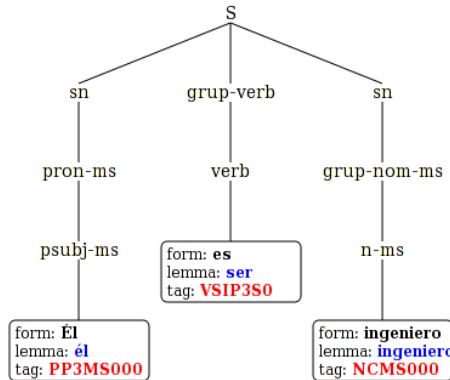 S
sn grup-verb sn
pron-ms verb grup-nom-ms
psubj-ms n-ms
form: es
lemma: ser
tag: VSIP3S0
form: Él
lemma: él
tag: PP3MS000
form: ingeniero
lemma: ingeniero
tag: NCMS000